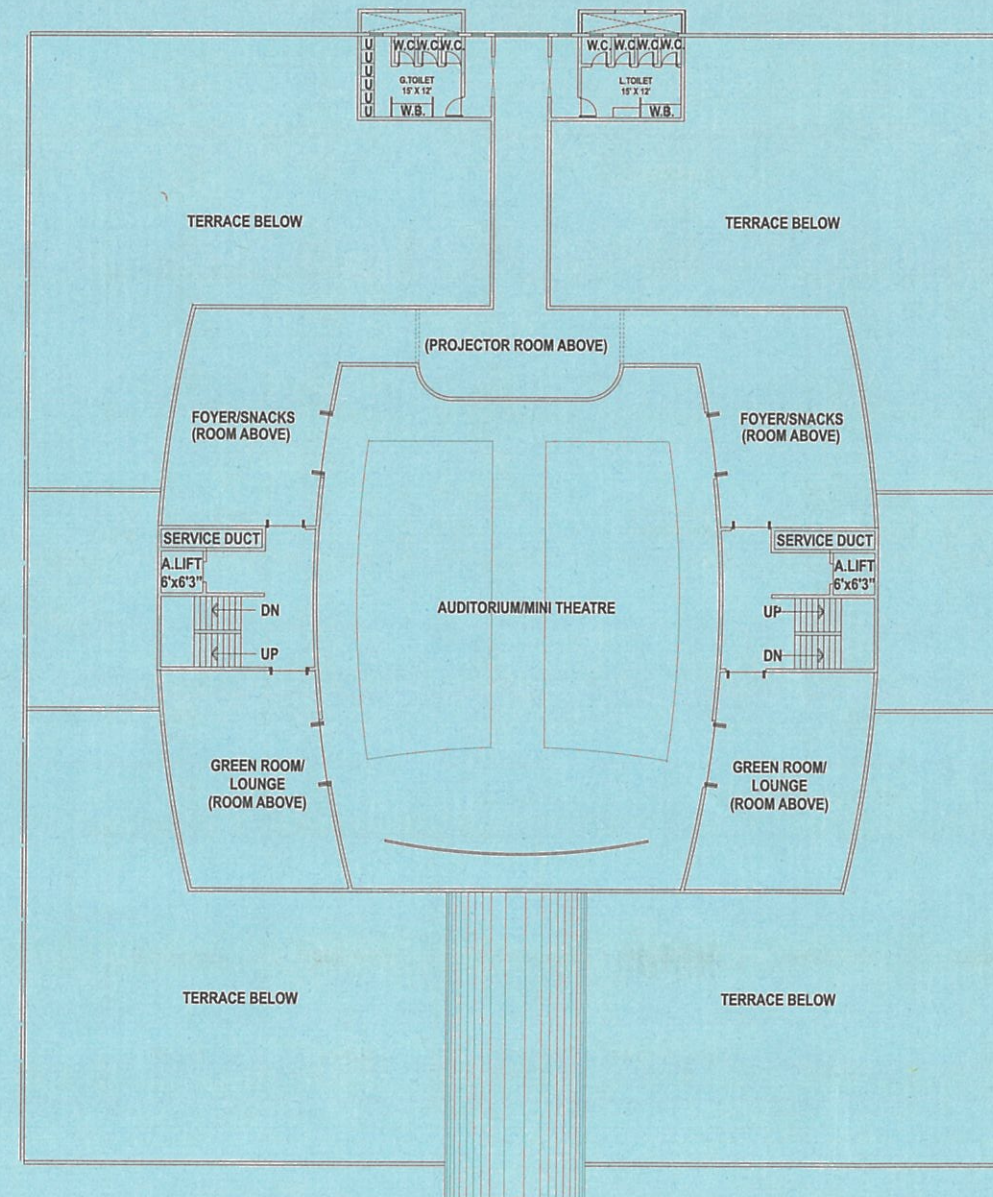 U
U
U
U
U
U
W.C. W.C. W.C.
G.TOILET
15' X 12'
W.B.
W.C. W.C. W.C. W.C.
L.TOILET
15' X 12'
W.B.
TERRACE BELOW
TERRACE BELOW
(PROJECTOR ROOM ABOVE)
FOYER/SNACKS
(ROOM ABOVE)
FOYER/SNACKS
(ROOM ABOVE)
SERVICE DUCT
A.LIFT
6'x6'3"
DN
UP
AUDITORIUM/MINI THEATRE
SERVICE DUCT
A.LIFT
6'x6'3"
UP
DN
GREEN ROOM/
LOUNGE
(ROOM ABOVE)
GREEN ROOM/
LOUNGE
(ROOM ABOVE)
TERRACE BELOW
TERRACE BELOW